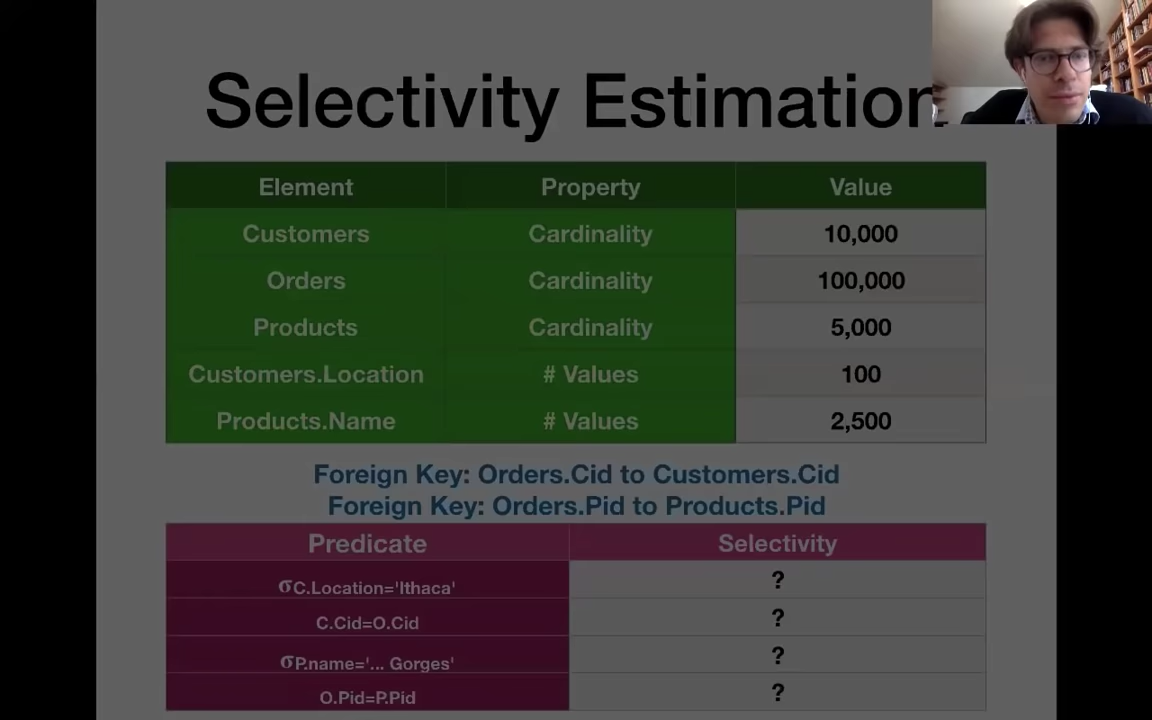 Selectivity Estimation
Element Property Value
Customers Cardinality 10,000
Orders Cardinality 100,000
Products Cardinality 5,000
Customers.Location # Values 100
Products.Name # Values 2,500
Foreign Key: Orders.Cid to Customers.Cid
Foreign Key: Orders.Pid to Products.Pid
Predicate Selectivity
σC.Location='Ithaca' ?
C.Cid=O.Cid ?
σP.name='... Gorges' ?
O.Pid=P.Pid ?